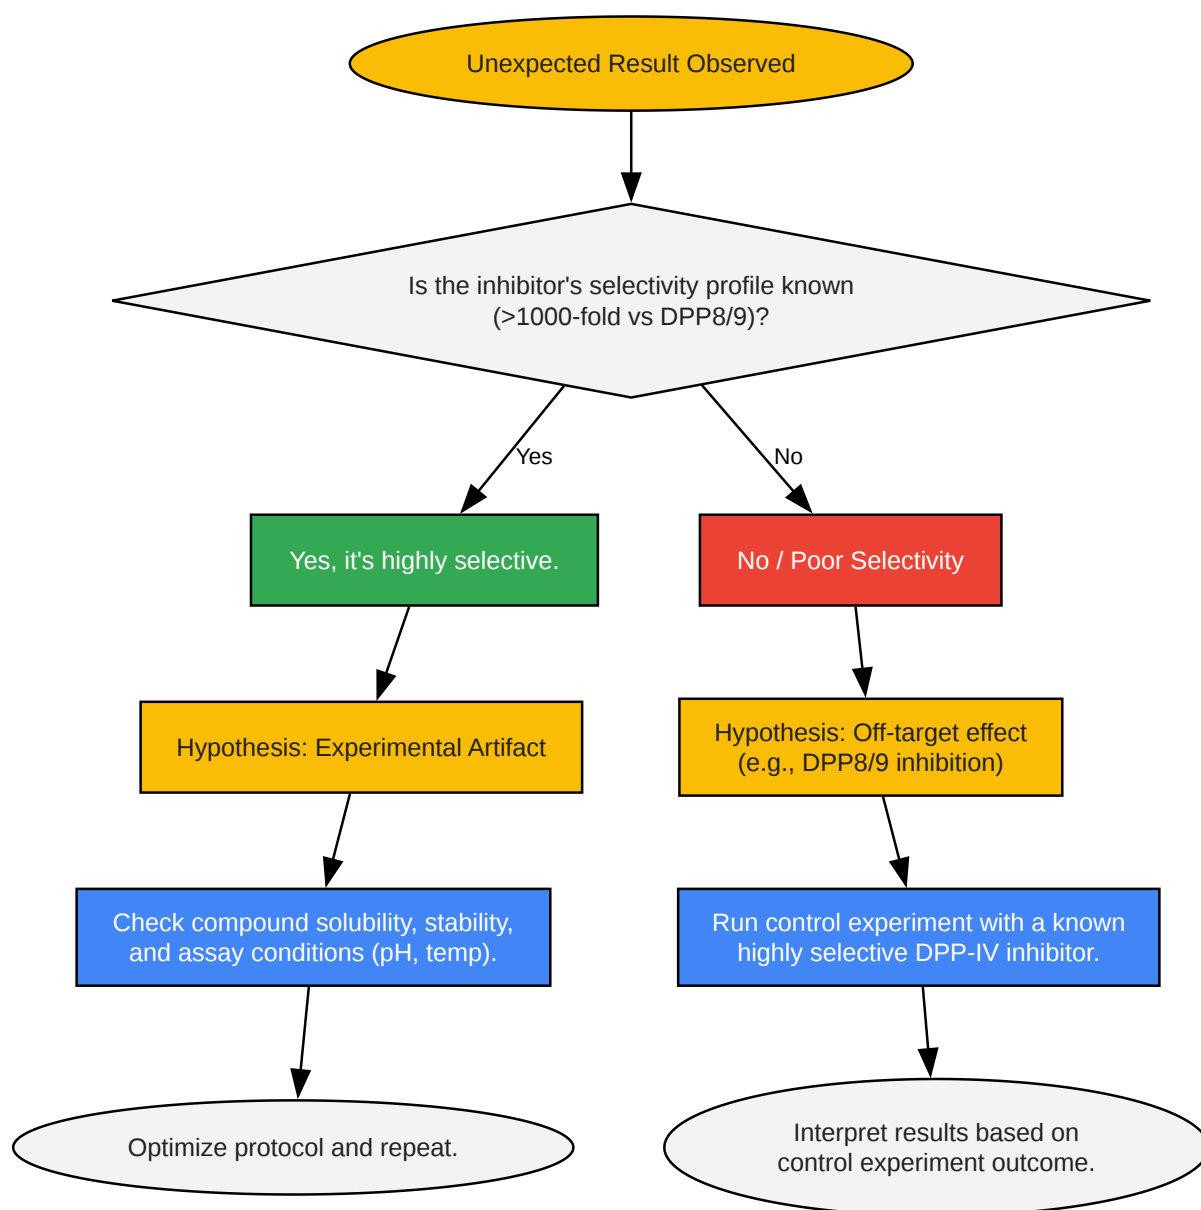 Unexpected Result Observed
Is the inhibitor's selectivity profile known
(>1000-fold vs DPP8/9)?
Yes
No
Yes, it's highly selective.
No / Poor Selectivity
Hypothesis: Experimental Artifact
Hypothesis: Off-target effect
(e.g., DPP8/9 inhibition)
Check compound solubility, stability,
and assay conditions (pH, temp).
Run control experiment with a known
highly selective DPP-IV inhibitor.
Optimize protocol and repeat.
Interpret results based on
control experiment outcome.